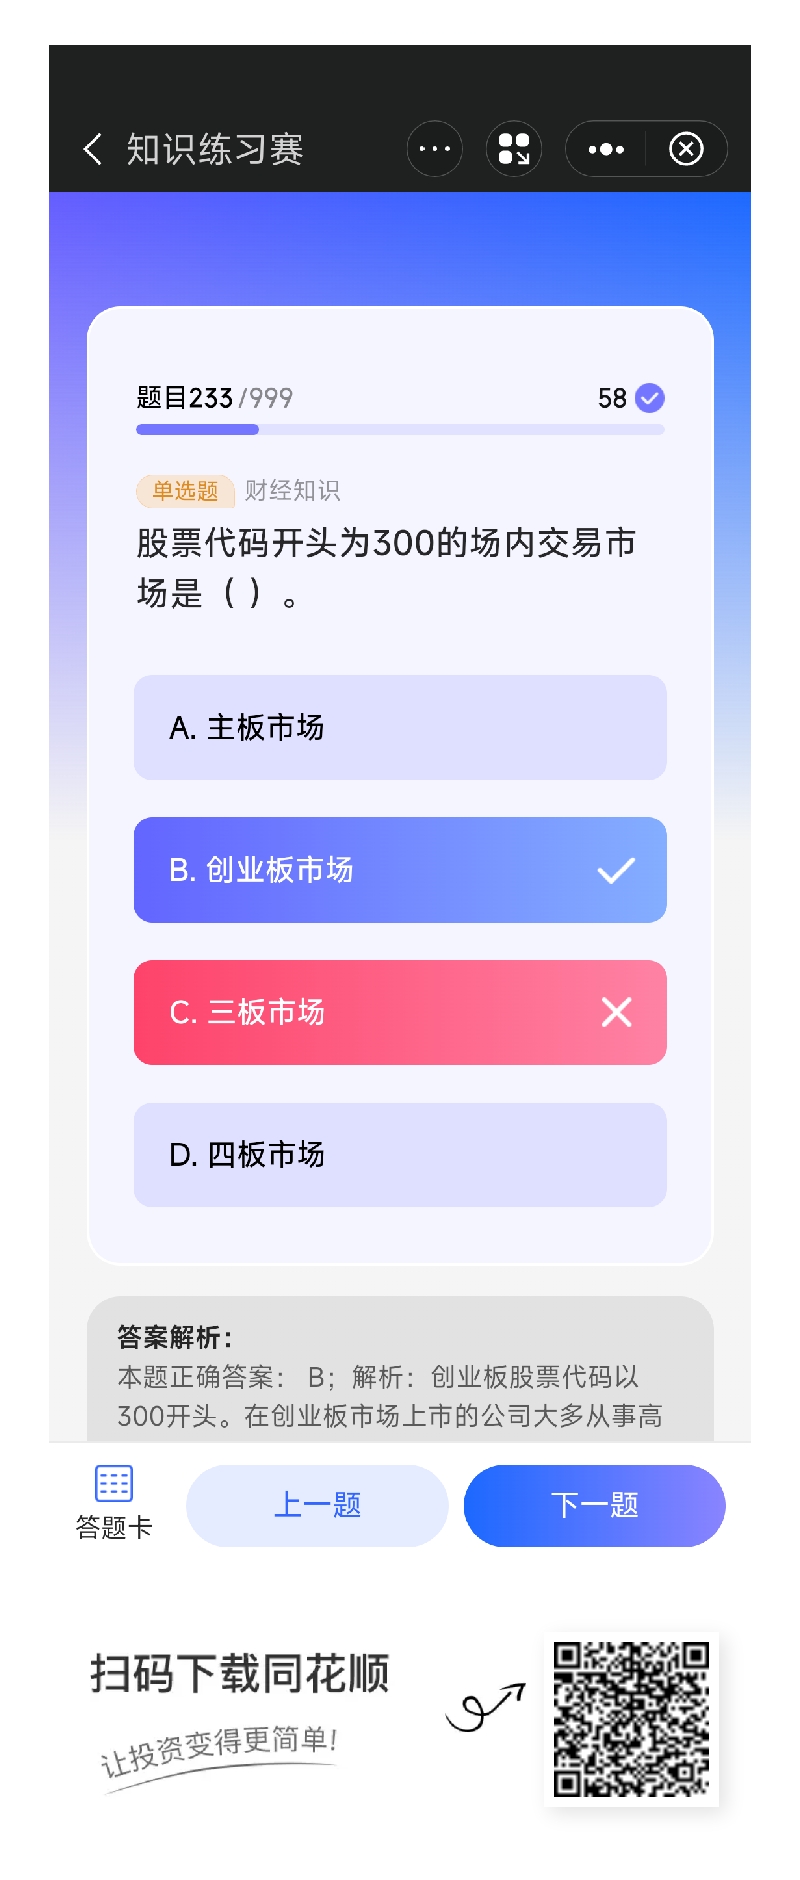 知识练习赛
题目233/999 58
单选题 财经知识
股票代码开头为300的场内交易市
场是（ ）。
A. 主板市场
B. 创业板市场
C. 三板市场
D. 四板市场
答案解析：
本题正确答案： B；解析：创业板股票代码以
300开头。在创业板市场上市的公司大多从事高
答题卡
上一题
下一题
扫码下载同花顺
让投资变得更简单!